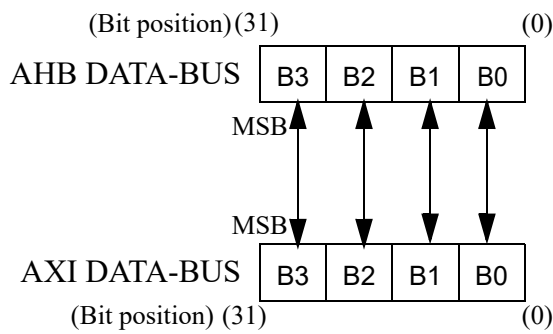 (Bit position) (31) (0)
AHB DATA-BUS B3 B2 B1 B0
MSB
MSB
AXI DATA-BUS B3 B2 B1 B0
(Bit position) (31) (0)